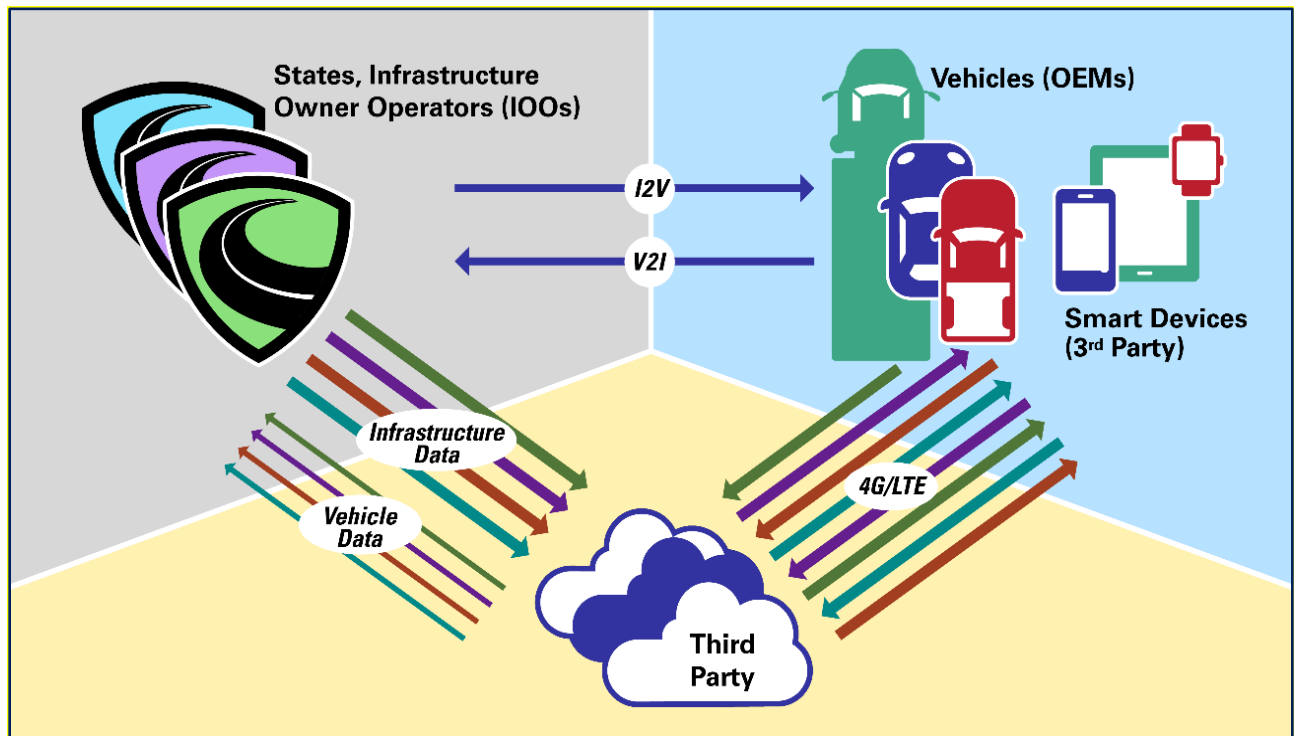 States, Infrastructure
Owner Operators (IOOs)
Vehicles (OEMs)
I2V
V2I
Smart Devices
(3rd Party)
Infrastructure
Data
4G/LTE
Vehicle
Data
Third
Party